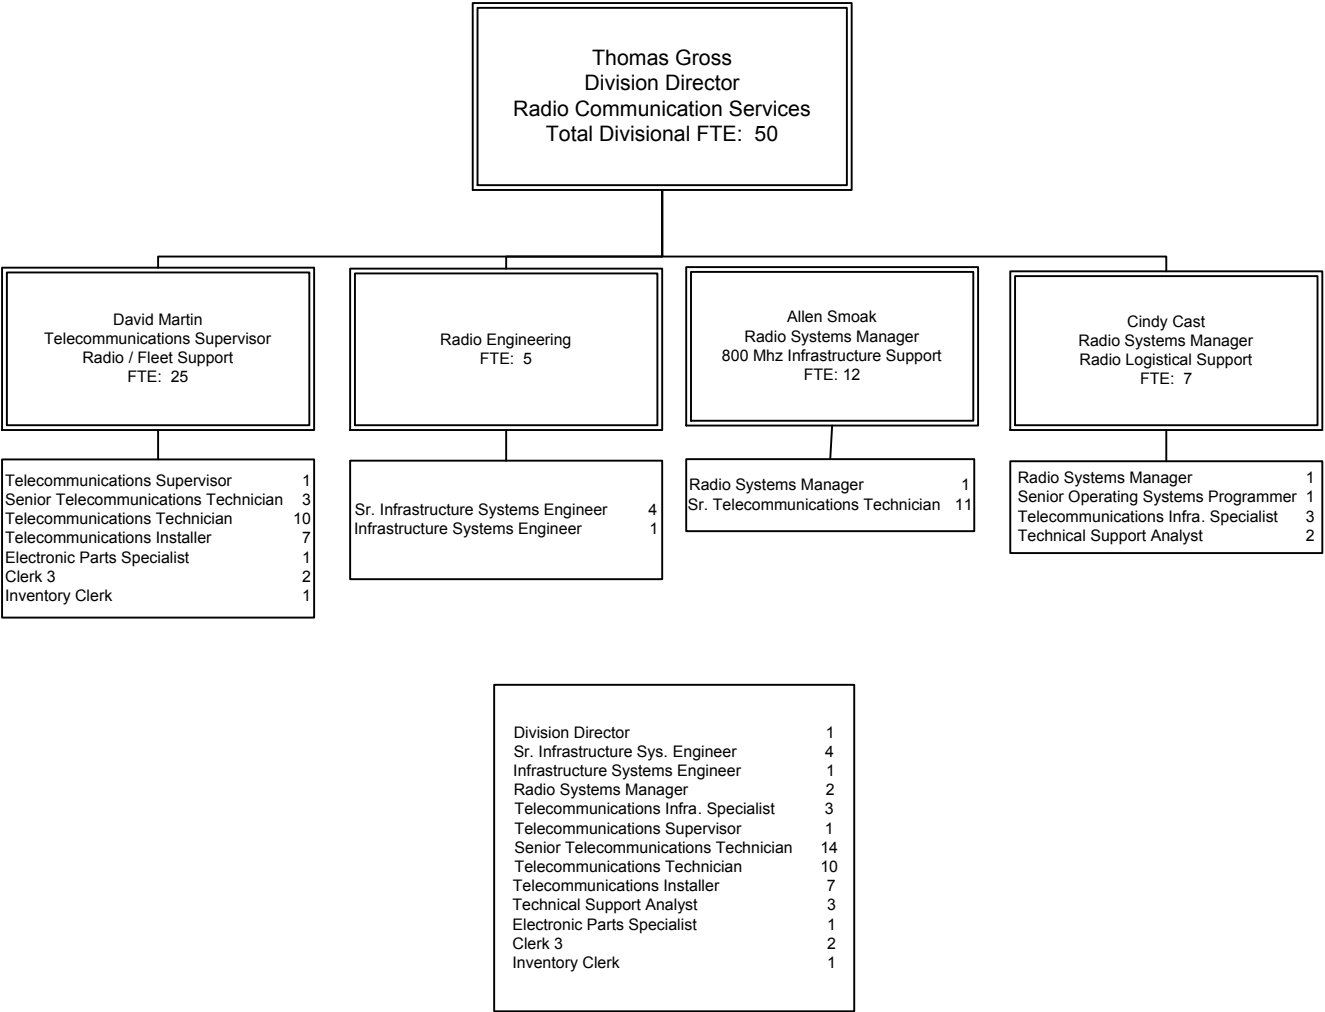 Thomas Gross
Division Director
Radio Communication Services
Total Divisional FTE: 50
David Martin
Telecommunications Supervisor
Radio / Fleet Support
FTE: 25
Radio Engineering
FTE: 5
Allen Smoak
Radio Systems Manager
800 Mhz Infrastructure Support
FTE: 12
Cindy Cast
Radio Systems Manager
Radio Logistical Support
FTE: 7
Telecommunications Supervisor 1
Senior Telecommunications Technician 3
Telecommunications Technician 10
Telecommunications Installer 7
Electronic Parts Specialist 1
Clerk 3 2
Inventory Clerk 1
Sr. Infrastructure Systems Engineer 4
Infrastructure Systems Engineer 1
Radio Systems Manager 1
Sr. Telecommunications Technician 11
Radio Systems Manager 1
Senior Operating Systems Programmer 1
Telecommunications Infra. Specialist 3
Technical Support Analyst 2
Division Director 1
Sr. Infrastructure Sys. Engineer 4
Infrastructure Systems Engineer 1
Radio Systems Manager 2
Telecommunications Infra. Specialist 3
Telecommunications Supervisor 1
Senior Telecommunications Technician 14
Telecommunications Technician 10
Telecommunications Installer 7
Technical Support Analyst 3
Electronic Parts Specialist 1
Clerk 3 2
Inventory Clerk 1